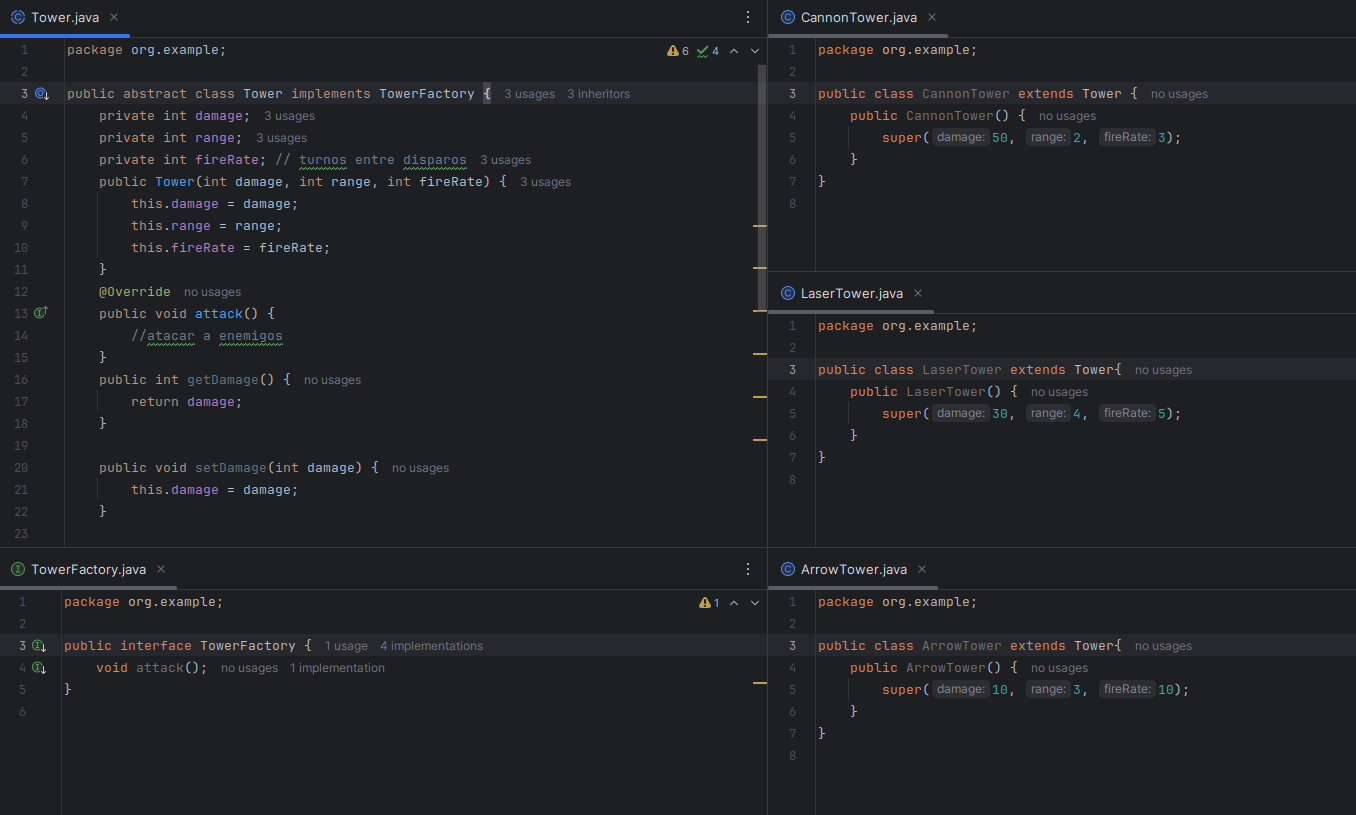 Tower.java
6 4
1 package org.example;
2
3 public abstract class Tower implements TowerFactory { 3 usages 3 inheritors
4 private int damage; 3 usages
5 private int range; 3 usages
6 private int fireRate; // turnos entre disparos 3 usages
7 public Tower(int damage, int range, int fireRate) { 3 usages
8 this.damage = damage;
9 this.range = range;
10 this.fireRate = fireRate;
11 }
12 @Override no usages
13 public void attack() {
14 //atacar a enemigos
15 }
16 public int getDamage() { no usages
17 return damage;
18 }
19
20 public void setDamage(int damage) { no usages
21 this.damage = damage;
22 }
23
TowerFactory.java
1
1 package org.example;
2
3 public interface TowerFactory { 1 usage 4 implementations
4 void attack(); no usages 1 implementation
5 }
6
CannonTower.java
1 package org.example;
2
3 public class CannonTower extends Tower { no usages
4 public CannonTower() { no usages
5 super( damage: 50, range: 2, fireRate: 3);
6 }
7 }
8
LaserTower.java
1 package org.example;
2
3 public class LaserTower extends Tower{ no usages
4 public LaserTower() { no usages
5 super( damage: 30, range: 4, fireRate: 5);
6 }
7 }
8
ArrowTower.java
1 package org.example;
2
3 public class ArrowTower extends Tower{ no usages
4 public ArrowTower() { no usages
5 super( damage: 10, range: 3, fireRate: 10);
6 }
7 }
8